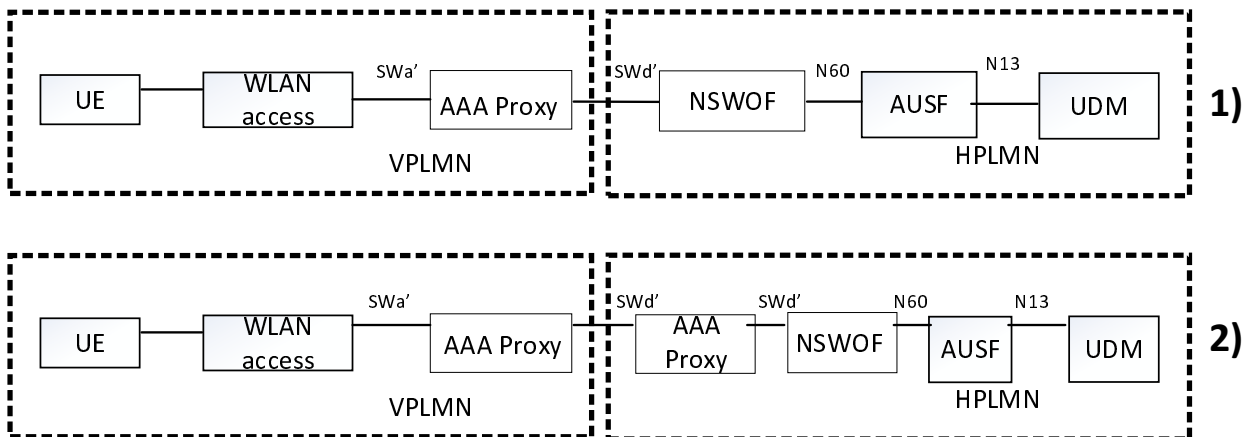 SWa’ SWd’ N60 N13
UE WLAN access AAA Proxy NSWOF AUSF UDM 1)
VPLMN HPLMN
SWa’ SWd’ SWd’ N60 N13
UE WLAN access AAA Proxy AAA Proxy NSWOF AUSF UDM 2)
VPLMN HPLMN